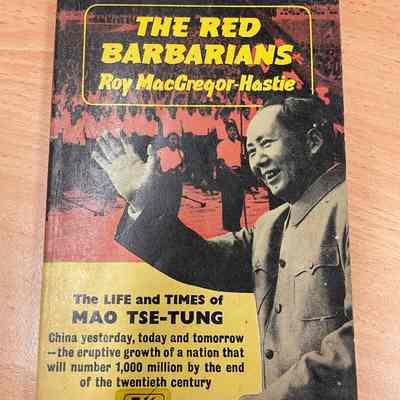 THE RED
BARBARIANS
Roy MacGregor-Hastie
The LIFE and TIMES of
MAO TSE-TUNG
China yesterday, today and tomorrow
—the eruptive growth of a nation that
will number 1,000 million by the end
of the twentieth century